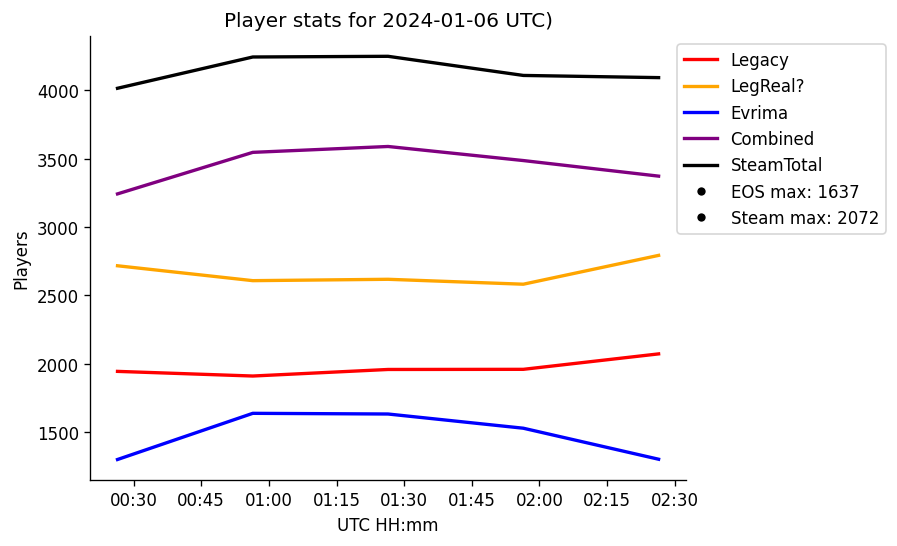 Player stats for 2024-01-06 UTC)
Legacy
LegReal?
Evrima
Combined
SteamTotal
EOS max: 1637
Steam max: 2072
Players
4000
3500
3000
2500
2000
1500
00:30 00:45 01:00 01:15 01:30 01:45 02:00 02:15 02:30
UTC HH:mm